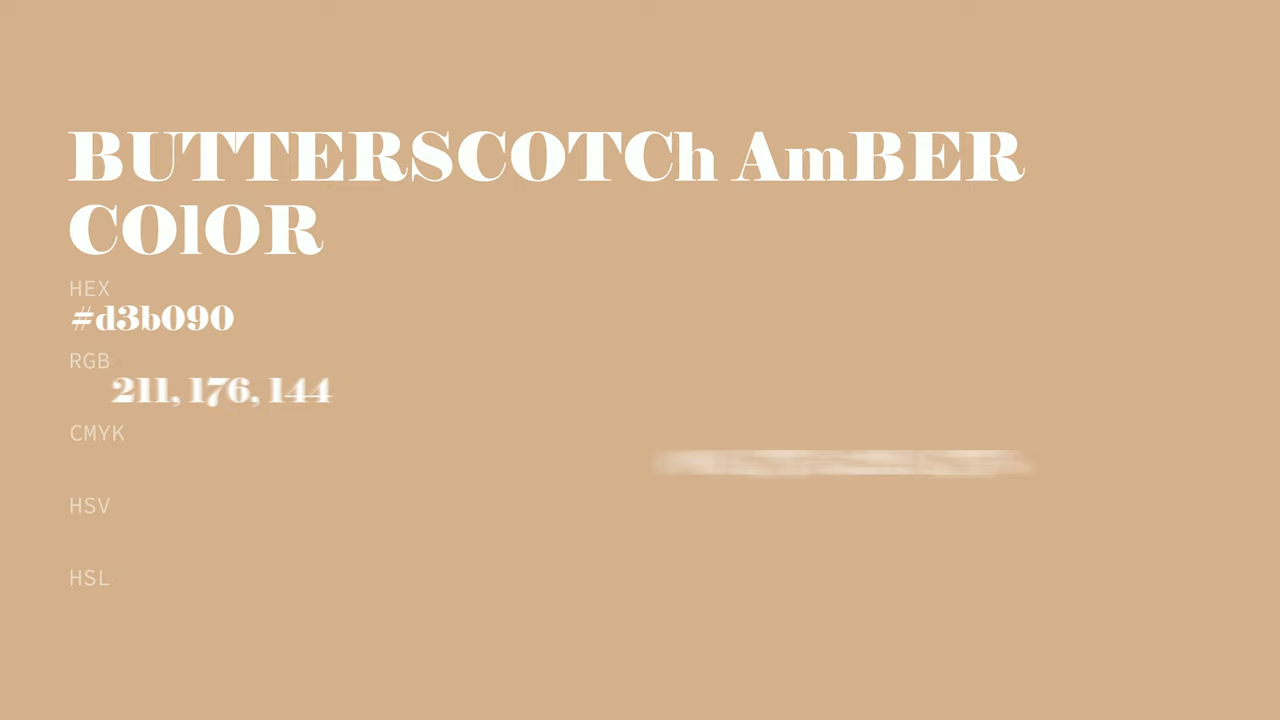 BUTTERSCOTCh AmBER
COlOR
HEX
#d3b090
RGB
211, 176, 144
CMYK
HSV
HSL